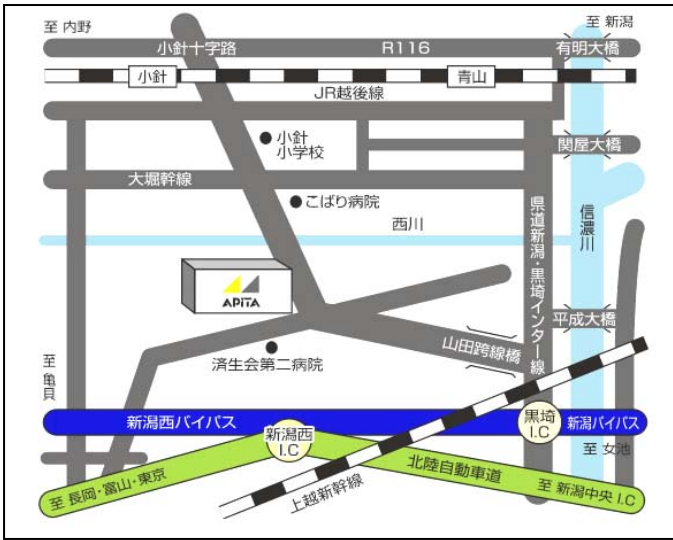 至 内野
至 新潟
小針十字路
R116
有明大橋
小針
青山
JR越後線
小針
小学校
関屋大橋
大堀幹線
こばり病院
西川
県道新潟・黒埼インター線
信濃川
APiTA
平成大橋
山田跨線橋
済生会第二病院
至 亀貝
新潟西バイパス
新潟西
I.C
黒埼
I.C
新潟バイパス
至 女池
北陸自動車道
至 長岡・富山・東京
上越新幹線
至 新潟中央 I.C